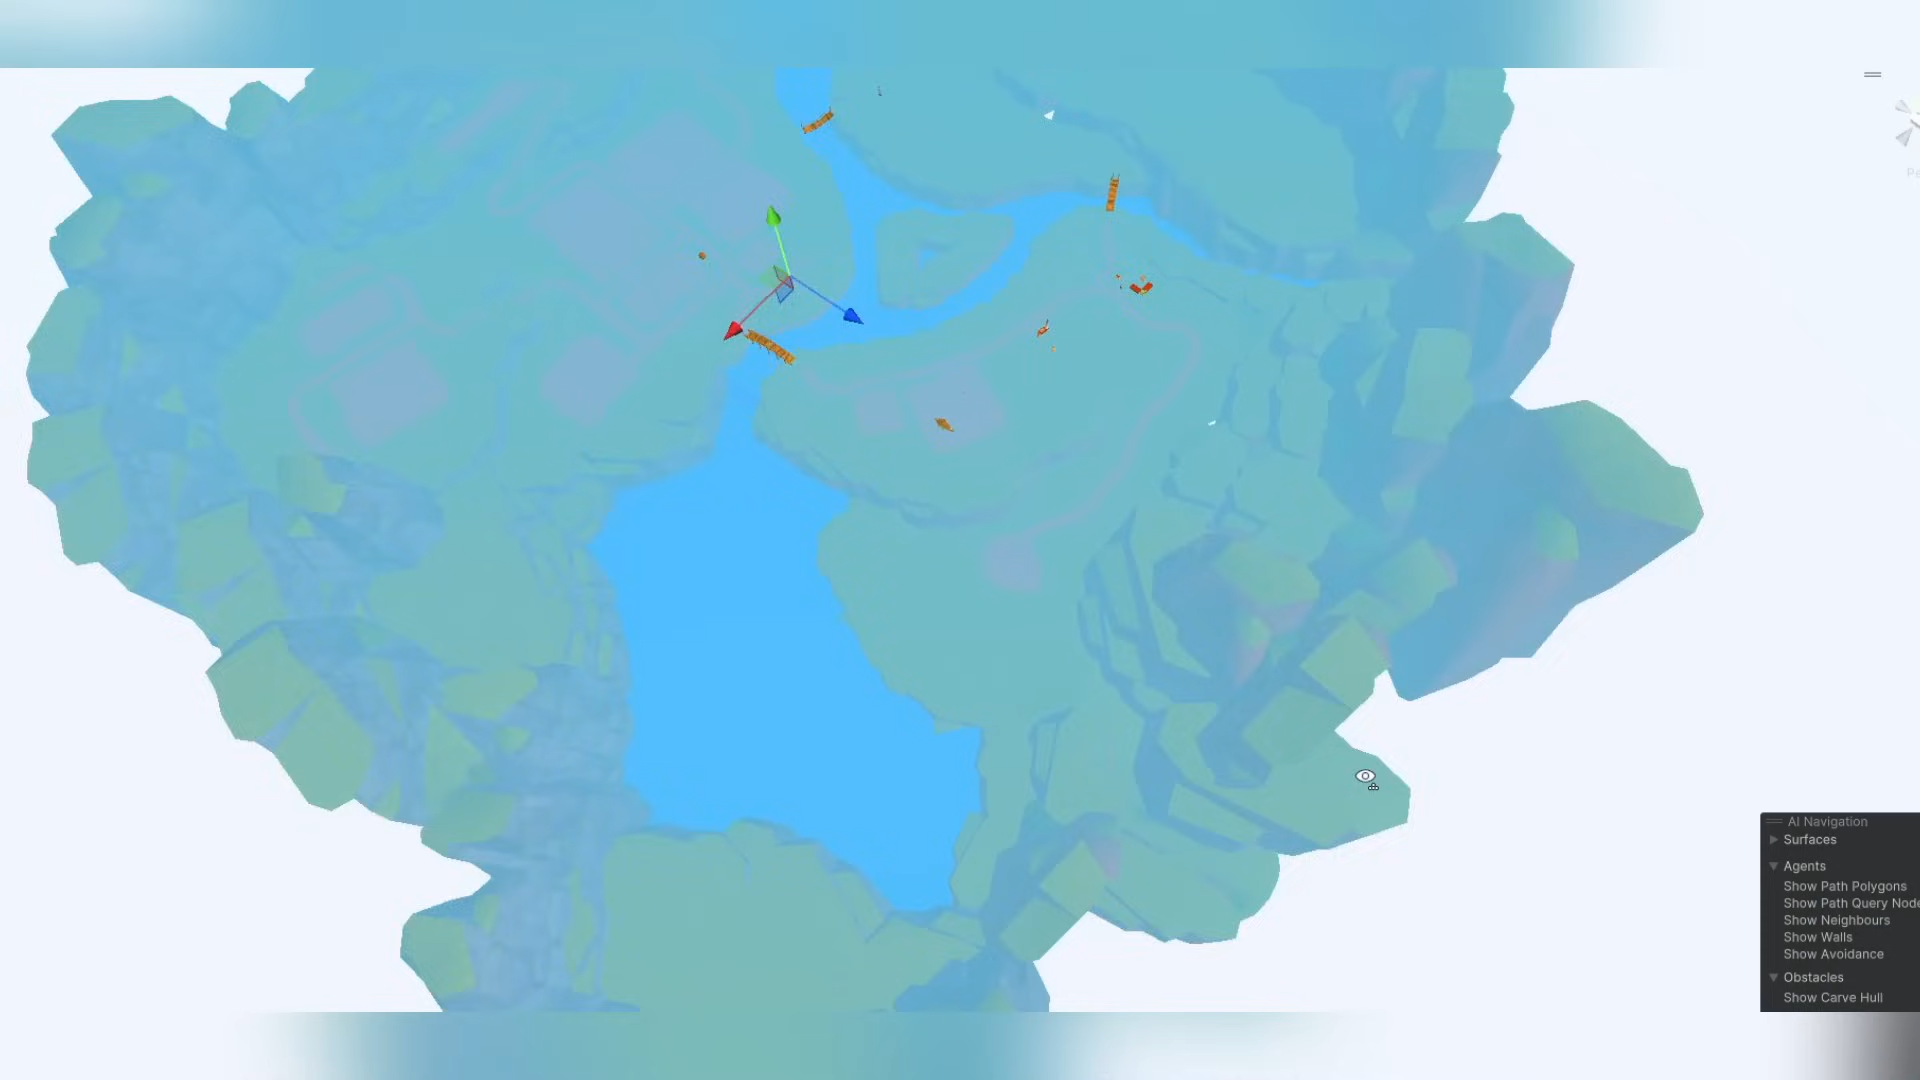 AI Navigation
Surfaces
Agents
Show Path Polygons
Show Path Query Node
Show Neighbours
Show Walls
Show Avoidance
Obstacles
Show Carve Hull